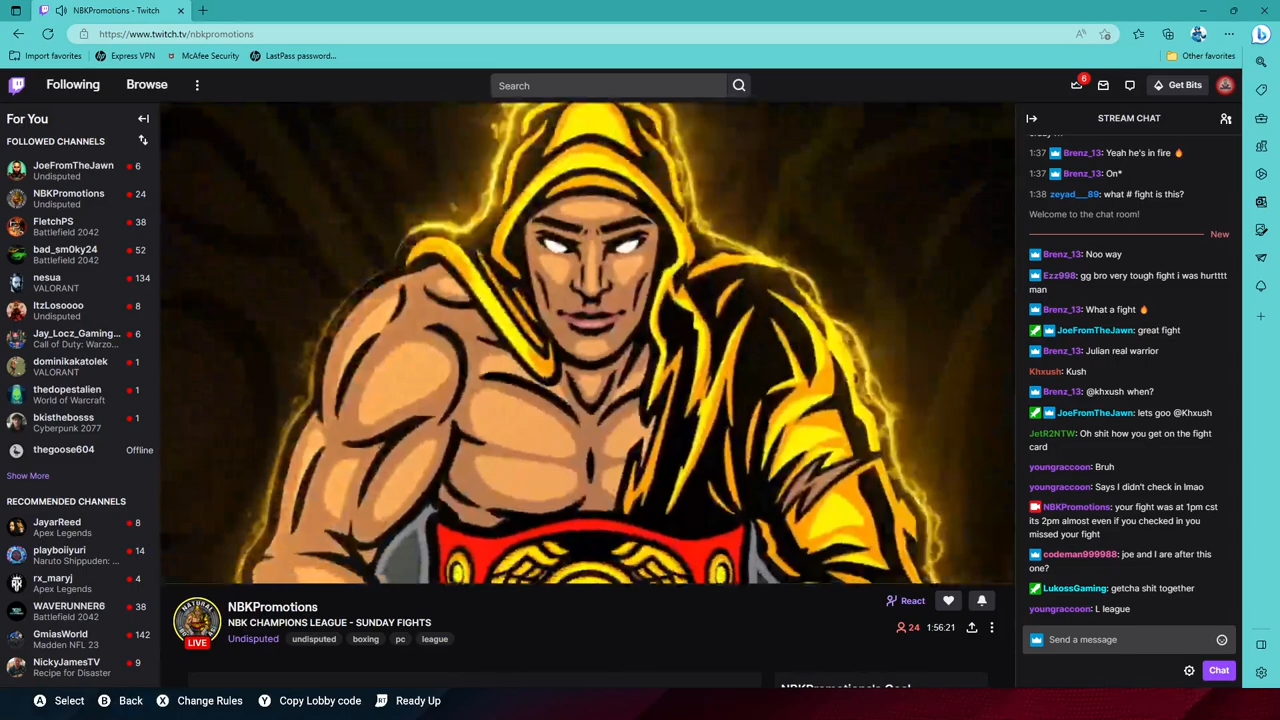 NBKPromotions - Twitch
https://www.twitch.tv/nbkpromotions
Import favorites
Express VPN
McAfee Security
LastPass password...
Other favorites
Following
Browse
Search
6
Get Bits
For You
FOLLOWED CHANNELS
JoeFromTheJawn
6
Undisputed
NBKPromotions
24
Undisputed
FletchPS
38
Battlefield 2042
bad_sm0ky24
52
Battlefield 2042
nesua
134
VALORANT
ItzLosoooo
8
Undisputed
Jay_Locz_Gaming...
6
Call of Duty: Warzo...
dominikakatolek
1
VALORANT
thedopestalien
1
World of Warcraft
bkisthebosss
1
Cyberpunk 2077
thegoose604
Offline
Show More
RECOMMENDED CHANNELS
JayarReed
8
Apex Legends
playboiiyuri
14
Naruto Shippuden: ...
rx_maryj
4
Apex Legends
WAVERUNNER6
38
Battlefield 2042
GmiasWorld
142
Madden NFL 23
NickyJamesTV
9
Recipe for Disaster
NATURAL
LIVE
NBKPromotions
NBK CHAMPIONS LEAGUE - SUNDAY FIGHTS
Undisputed
undisputed
boxing
pc
league
React
24
1:56:21
STREAM CHAT
1:37 Brenz_13: Yeah he's in fire 🔥
1:37 Brenz_13: On*
1:38 zeyad___89: what # fight is this?
Welcome to the chat room!
New
Brenz_13: Noo way
Ezz998: gg bro very tough fight i was hurtttt
man
Brenz_13: What a fight 🔥
JoeFromTheJawn: great fight
Brenz_13: Julian real warrior
Khxush: Kush
Brenz_13: @khxush when?
JoeFromTheJawn: lets goo @Khxush
JetR2NTW: Oh shit how you get on the fight
card
youngraccoon: Bruh
youngraccoon: Says I didn't check in lmao
NBKPromotions: your fight was at 1pm cst
its 2pm almost even if you checked in you
missed your fight
codeman999988: joe and I are after this
one?
LukossGaming: getcha shit together
youngraccoon: L league
Send a message
Chat
A Select
B Back
X Change Rules
Y Copy Lobby code
RT Ready Up